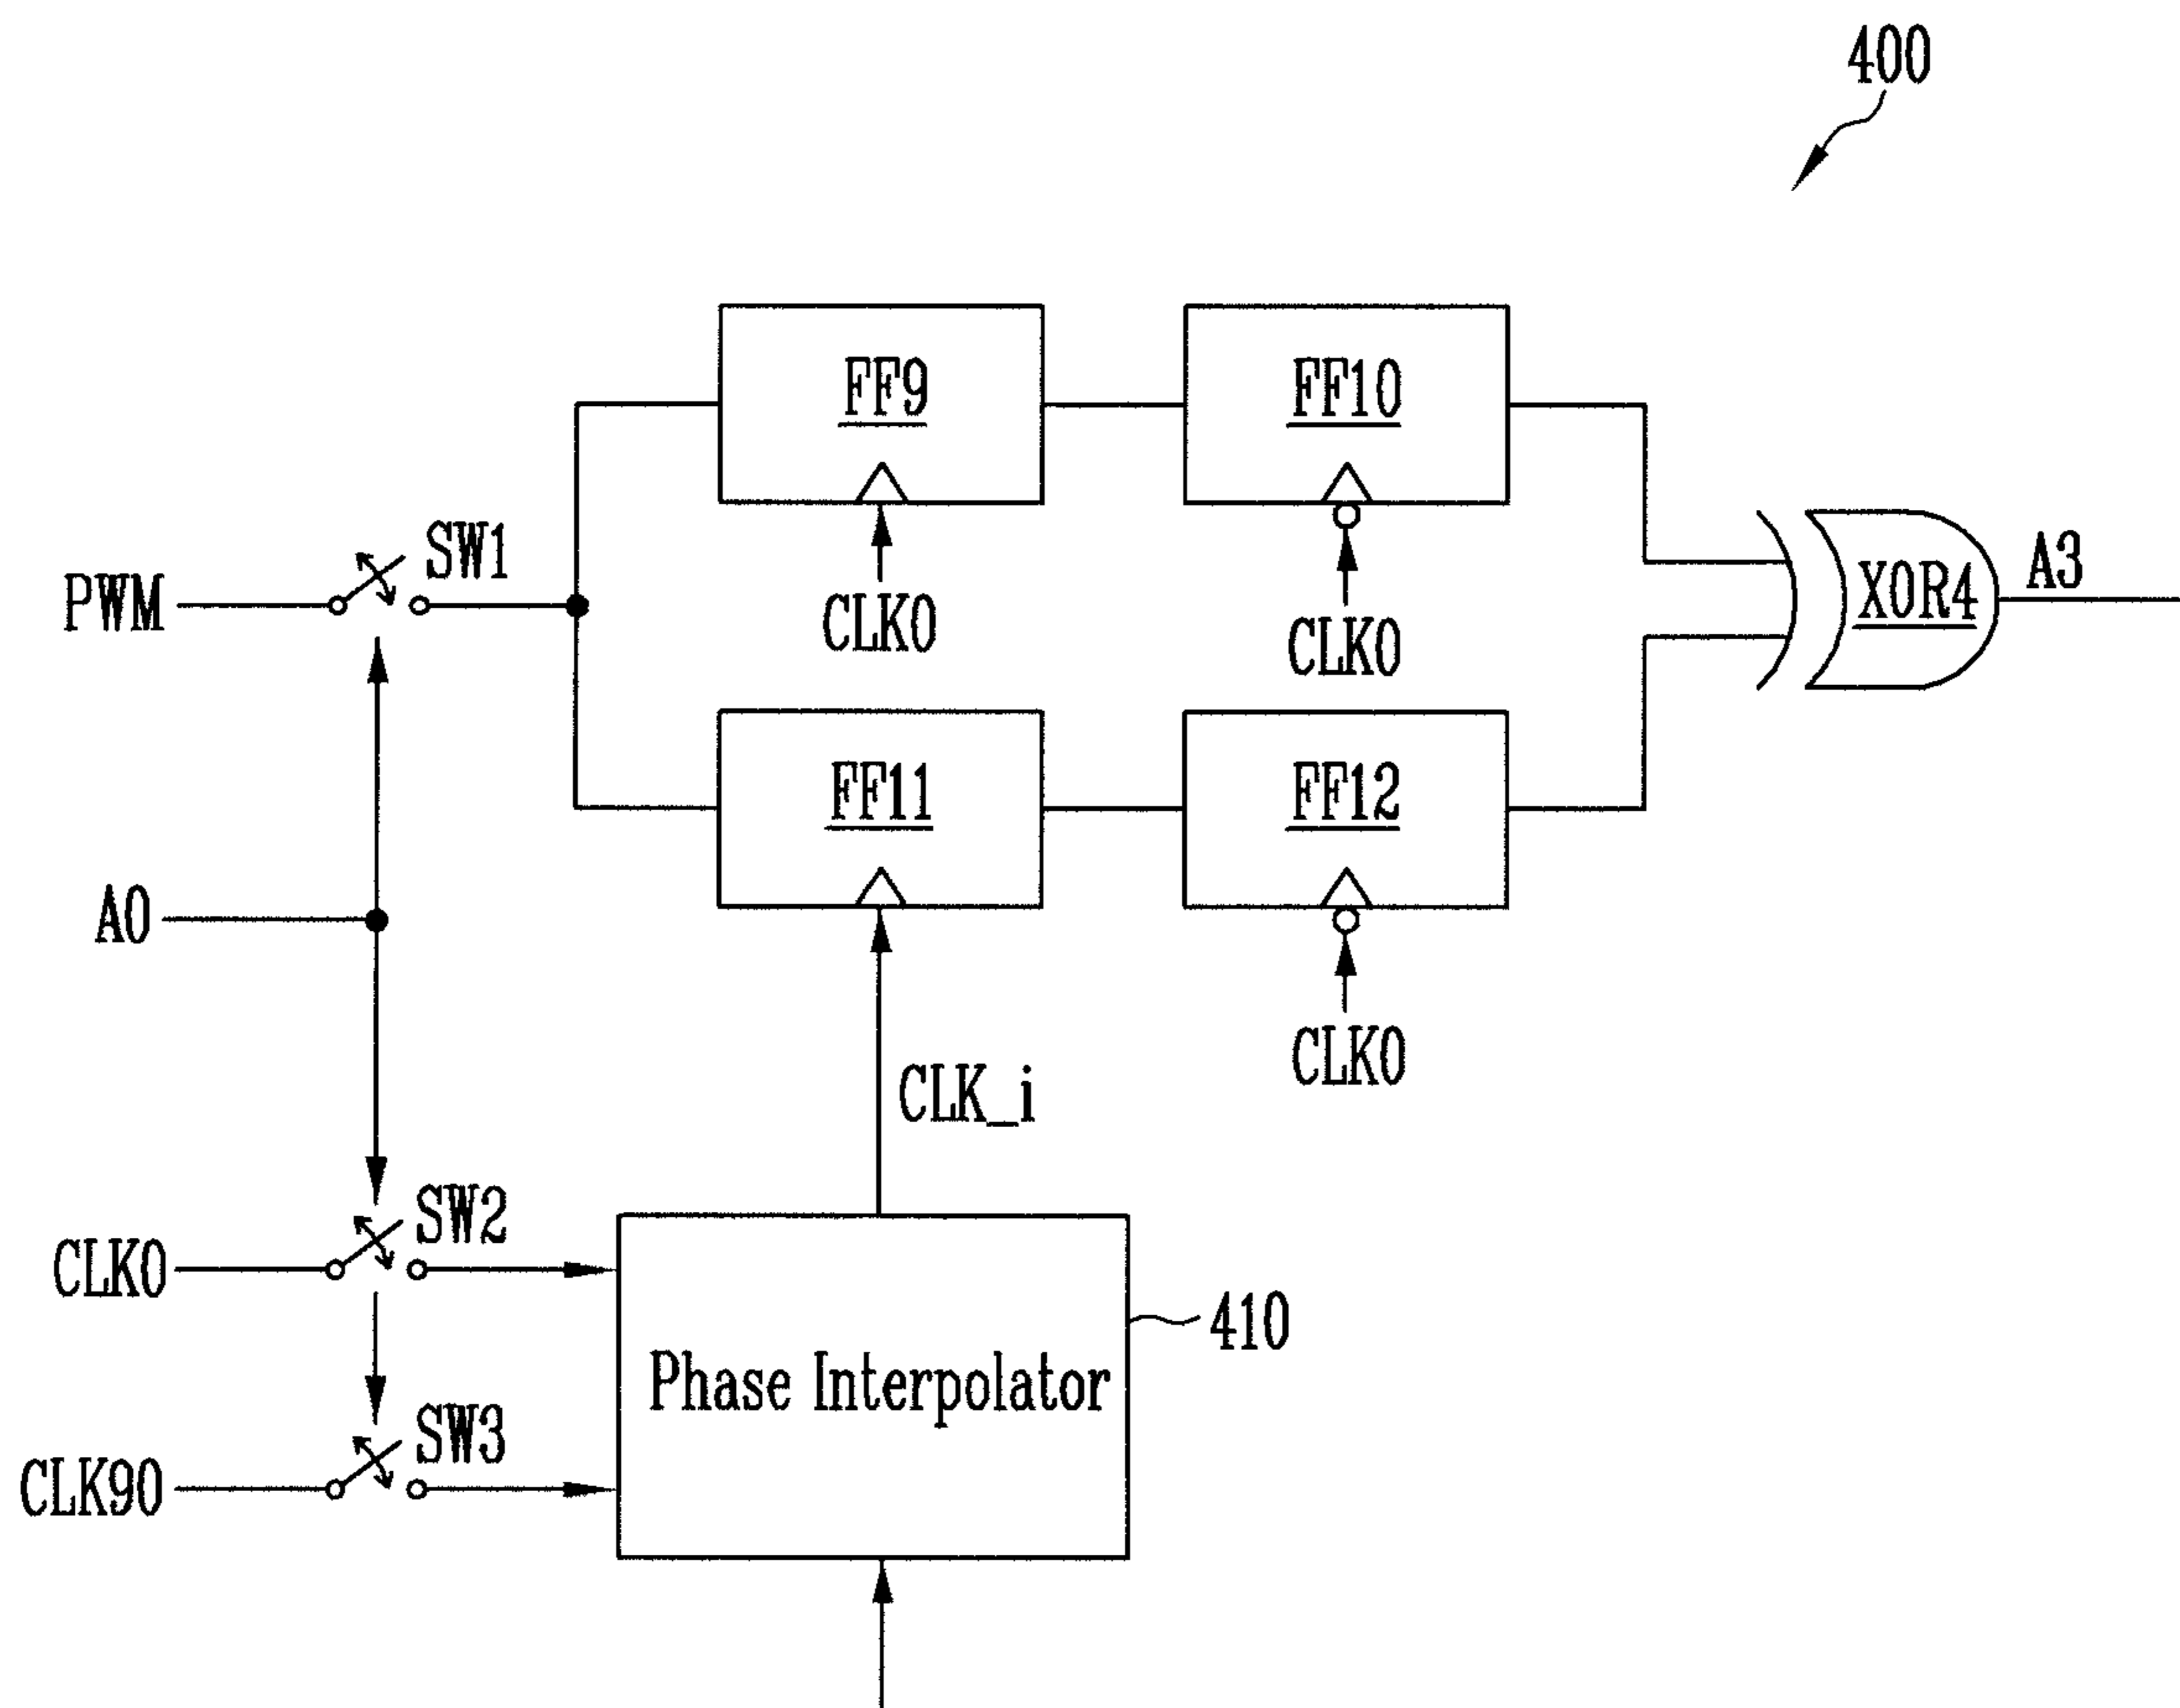 400
FF9
FF10
SW1
PWM
XOR4
A3
CLK0
CLK0
FF11
FF12
A0
CLK0
CLK_i
SW2
CLK0
410
Phase Interpolator
SW3
CLK90